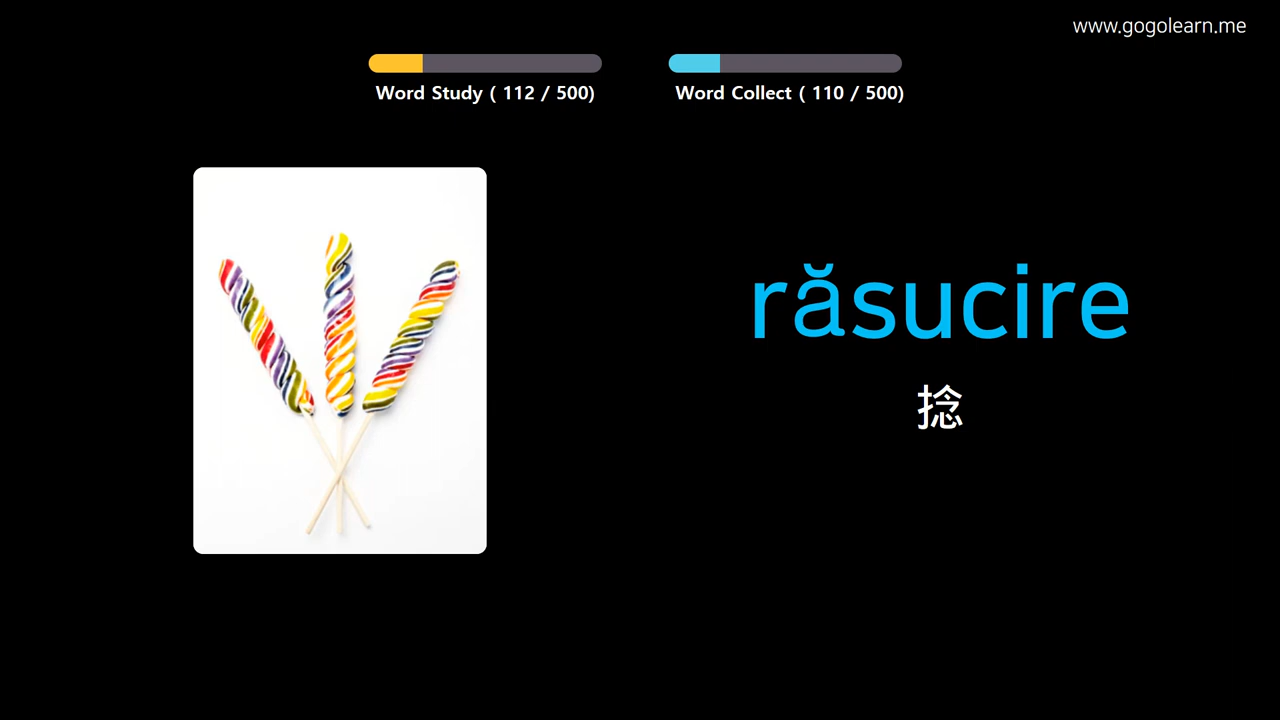 www.gogolearn.me
Word Study ( 112 / 500)
Word Collect ( 110 / 500)
răsucire
捻